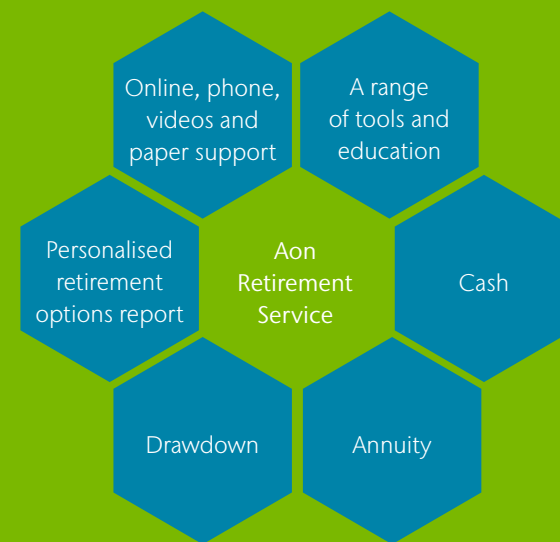 Online, phone,
videos and
paper support
A range
of tools and
education
Personalised
retirement
options report
Aon
Retirement
Service
Cash
Drawdown
Annuity